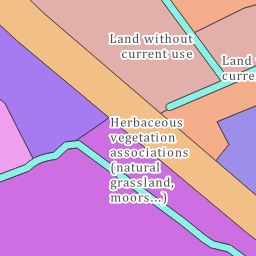 Land without
current use
Land
curre
Herbaceous
vegetation
associations
(natural
grassland,
moors...)